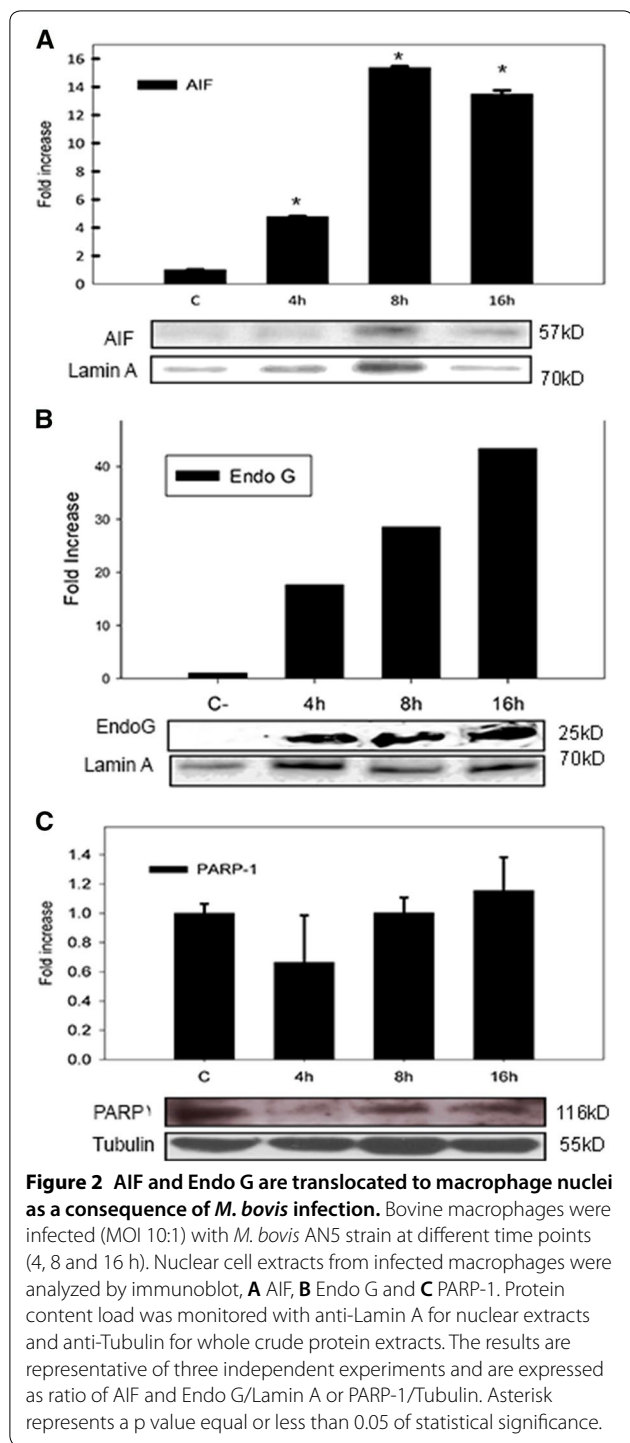 A
16
14
12
10
8
6
4
2
0
Fold increase
AIF
*
*
*
C 4h 8h 16h
AIF 57kD
Lamin A 70kD
B
40
30
20
10
0
Fold Increase
Endo G
C- 4h 8h 16h
EndoG 25kD
Lamin A 70kD
C
1.4
1.2
1.0
0.8
0.6
0.4
0.2
0.0
Fold increase
PARP-1
C 4h 8h 16h
116kD
Tubulin 55kD
Figure 2 AIF and Endo G are translocated to macrophage nuclei
as a consequence of M. bovis infection. Bovine macrophages were
infected (MOI 10:1) with M. bovis AN5 strain at different time points
(4, 8 and 16 h). Nuclear cell extracts from infected macrophages were
analyzed by immunoblot, A AIF, B Endo G and C PARP-1. Protein
content load was monitored with anti-Lamin A for nuclear extracts
and anti-Tubulin for whole crude protein extracts. The results are
representative of three independent experiments and are expressed
as ratio of AIF and Endo G/Lamin A or PARP-1/Tubulin. Asterisk
represents a p value equal or less than 0.05 of statistical significance.